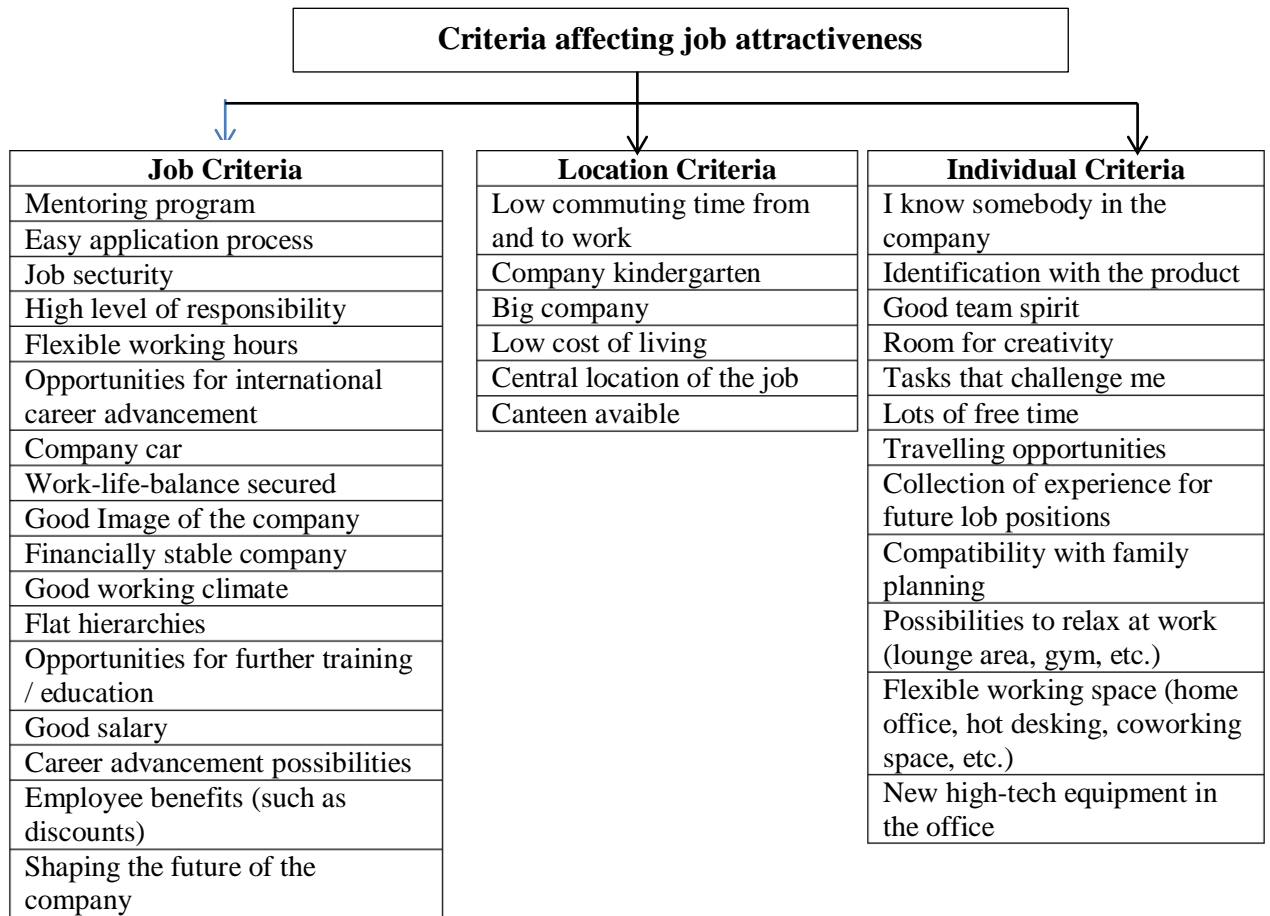 Criteria affecting job attractiveness
Job Criteria
Mentoring program
Easy application process
Job secturity
High level of responsibility
Flexible working hours
Opportunities for international
career advancement
Company car
Work-life-balance secured
Good Image of the company
Financially stable company
Good working climate
Flat hierarchies
Opportunities for further training
/ education
Good salary
Career advancement possibilities
Employee benefits (such as
discounts)
Shaping the future of the
company
Location Criteria
Low commuting time from
and to work
Company kindergarten
Big company
Low cost of living
Central location of the job
Canteen avaible
Individual Criteria
I know somebody in the
company
Identification with the product
Good team spirit
Room for creativity
Tasks that challenge me
Lots of free time
Travelling opportunities
Collection of experience for
future lob positions
Compatibility with family
planning
Possibilities to relax at work
(lounge area, gym, etc.)
Flexible working space (home
office, hot desking, coworking
space, etc.)
New high-tech equipment in
the office